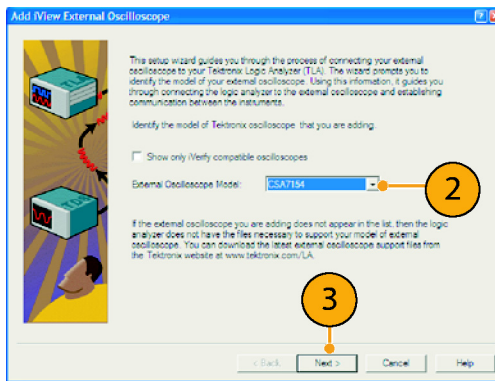 Add iView External Oscilloscope
This setup wizard guides you through the process of connecting your external
oscilloscope to your Tektronix Logic Analyzer (TLA). The wizard prompts you to
identify the model of your external oscilloscope. Using this information, it guides you
through connecting the logic analyzer to the external oscilloscope and establishing
communication between the instruments.
Identify the model of Tektronix oscilloscope that you are adding:
Show only iVerify compatible oscilloscopes
External Oscilloscope Model:
CSA7154
2
If the external oscilloscope you are adding does not appear in the list, then the logic
analyzer does not have the files necessary to support your model of external
oscilloscope. You can download the latest external oscilloscope support files from
the Tektronix website at www.tektronix.com/LA.
3
< Back
Next >
Cancel
Help
TLA
TDS